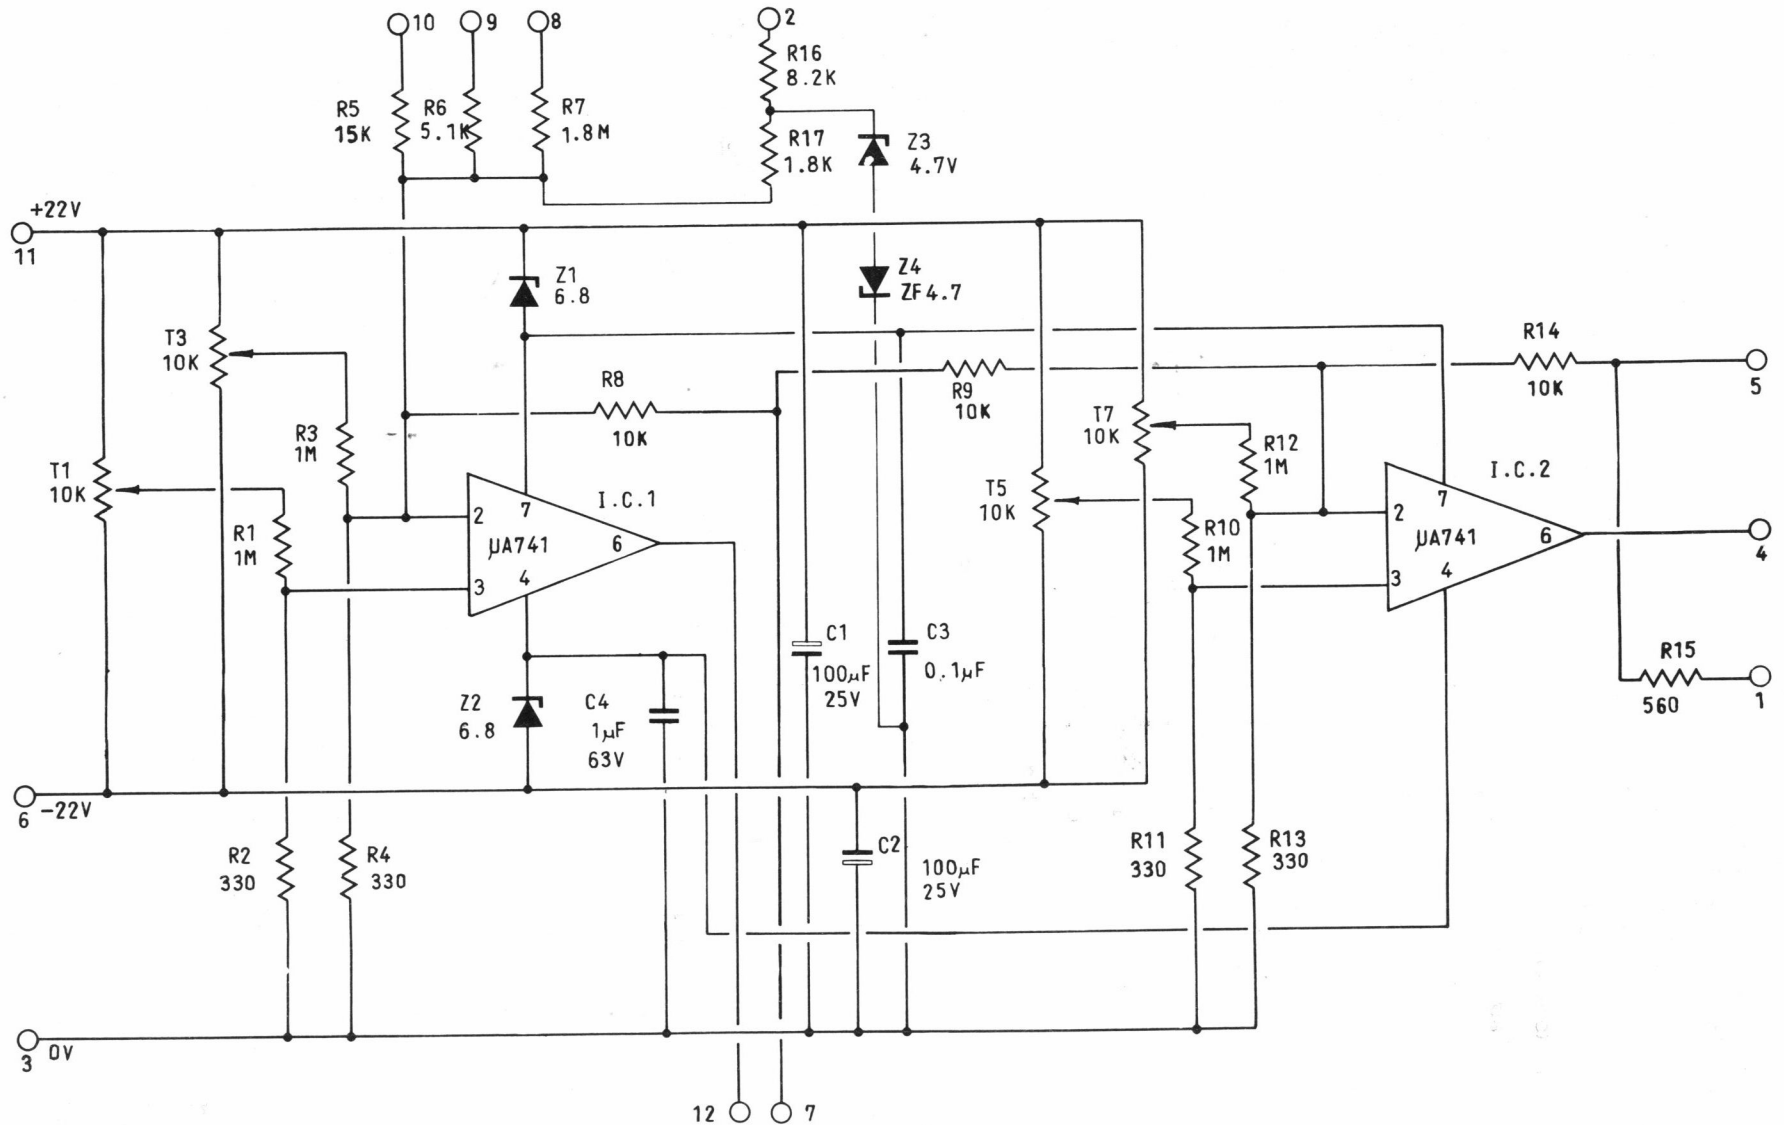 10
9
8
2
R16
8.2K
R5
15K
R6
5.1K
R7
1.8M
R17
1.8K
Z3
4.7V
+22V
11
Z1
6.8
Z4
ZF4.7
T3
10K
R14
10K
5
R8
10K
R9
10K
R3
1M
T7
10K
R12
1M
I.C.2
T1
10K
I.C.1
T5
10K
7
2
µA741
6
3
4
R1
1M
R10
1M
7
2
µA741
6
3
4
4
C1
100µF
25V
C3
0.1µF
R15
560
1
Z2
6.8
C4
1µF
63V
6
-22V
R2
330
R4
330
C2
100µF
25V
R11
330
R13
330
3
0V
12
7